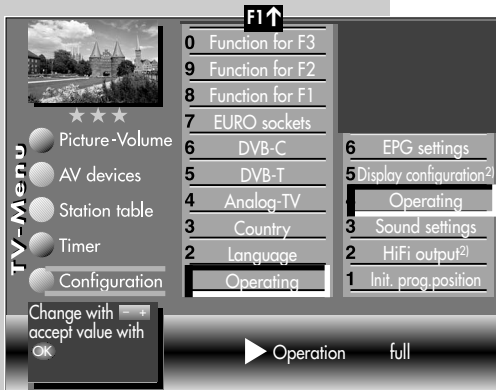 F1↑
0 Function for F3
9 Function for F2
8 Function for F1
7 EURO sockets
6 DVB-C
5 DVB-T
4 Analog-TV
3 Country
2 Language
Operating
6 EPG settings
5 Display configuration2)
Operating
3 Sound settings
2 HiFi output2)
1 Init. prog.position
TV-Menu
Picture-Volume
AV devices
Station table
Timer
Configuration
Change with - +
accept value with
OK
Operation full